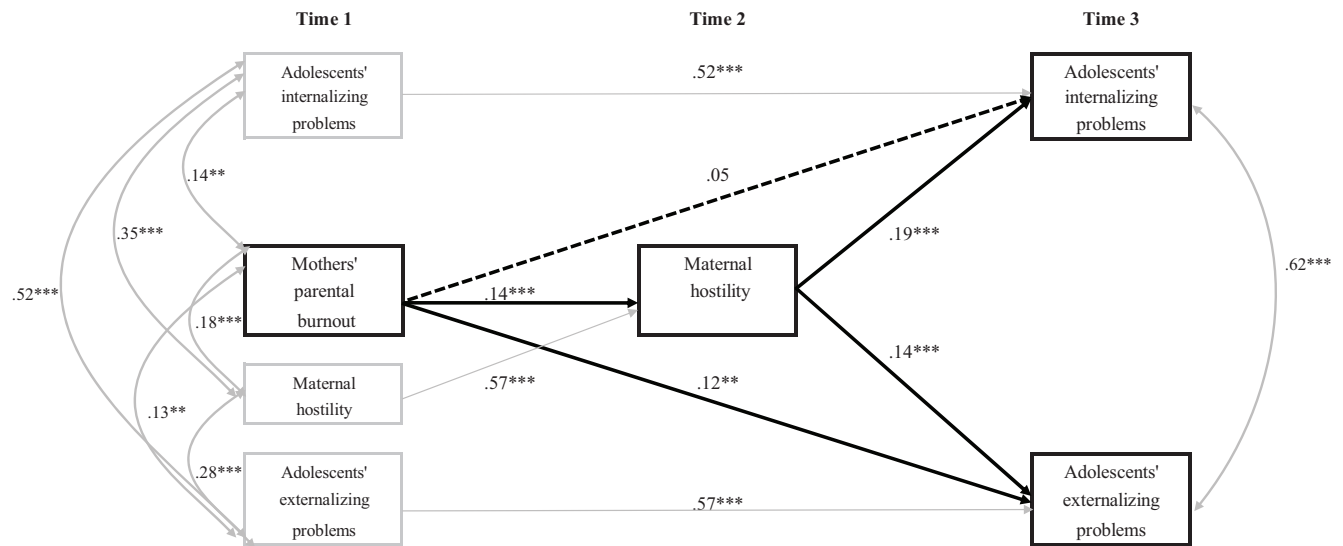 Time 1
Time 2
Time 3
Adolescents'
internalizing
problems
.52***
Adolescents'
internalizing
problems
.14**
.05
.35***
.19***
Mothers'
parental
burnout
Maternal
hostility
.62***
.52***
.14***
.18***
.14***
.57***
.12**
Maternal
hostility
.13**
.28***
Adolescents'
externalizing
problems
.57***
Adolescents'
externalizing
problems